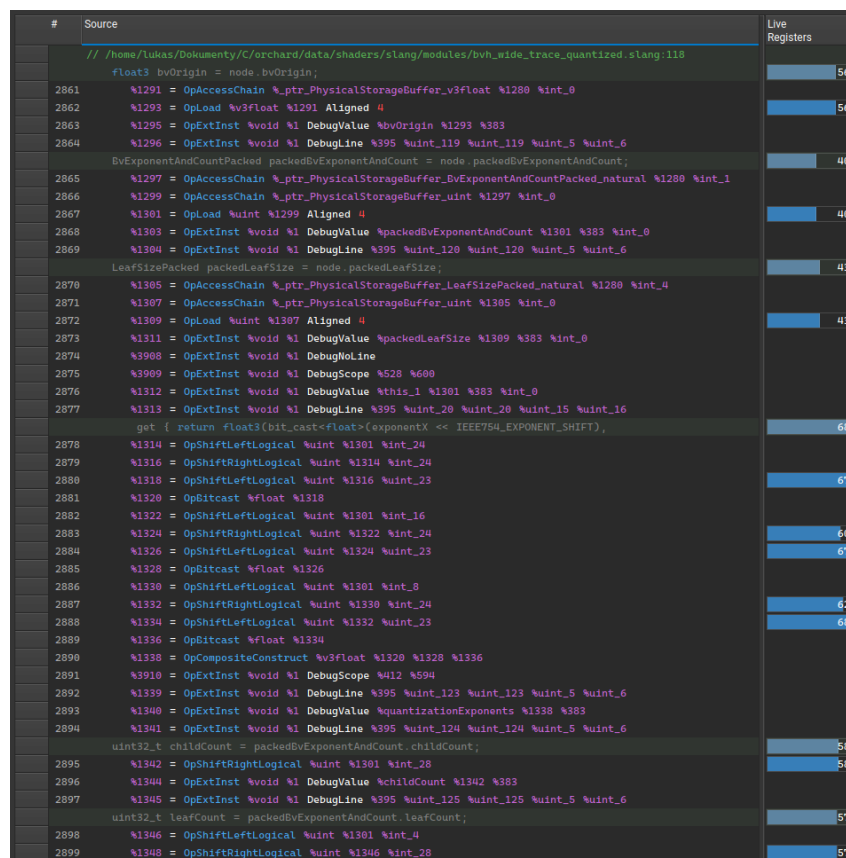 # Source Live Registers
// /home/lukas/Dokumenty/C/orchard/data/shaders/slang/modules/bvh_wide_trace_quantized.slang:118
float3 bvOrigin = node.bvOrigin;
2861 %1291 = OpAccessChain %_ptr_PhysicalStorageBuffer_v3float %1280 %int_0
2862 %1293 = OpLoad %v3float %1291 Aligned 4
2863 %1295 = OpExtInst %void %1 DebugValue %bvOrigin %1293 %383
2864 %1296 = OpExtInst %void %1 DebugLine %395 %uint_119 %uint_119 %uint_5 %uint_6
BvExponentAndCountPacked packedBvExponentAndCount = node.packedBvExponentAndCount;
2865 %1297 = OpAccessChain %_ptr_PhysicalStorageBuffer_BvExponentAndCountPacked_natural %1280 %int_1
2866 %1299 = OpAccessChain %_ptr_PhysicalStorageBuffer_uint %1297 %int_0
2867 %1301 = OpLoad %uint %1299 Aligned 4
2868 %1303 = OpExtInst %void %1 DebugValue %packedBvExponentAndCount %1301 %383 %int_0
2869 %1304 = OpExtInst %void %1 DebugLine %395 %uint_120 %uint_120 %uint_5 %uint_6
LeafSizePacked packedLeafSize = node.packedLeafSize;
2870 %1305 = OpAccessChain %_ptr_PhysicalStorageBuffer_LeafSizePacked_natural %1280 %int_4
2871 %1307 = OpAccessChain %_ptr_PhysicalStorageBuffer_uint %1305 %int_0
2872 %1309 = OpLoad %uint %1307 Aligned 4
2873 %1311 = OpExtInst %void %1 DebugValue %packedLeafSize %1309 %383 %int_0
2874 %3908 = OpExtInst %void %1 DebugNoLine
2875 %3909 = OpExtInst %void %1 DebugScope %528 %600
2876 %1312 = OpExtInst %void %1 DebugValue %this_1 %1301 %383 %int_0
2877 %1313 = OpExtInst %void %1 DebugLine %395 %uint_20 %uint_20 %uint_15 %uint_16
get { return float3(bit_cast<float>(exponentX << IEEE754_EXPONENT_SHIFT),
2878 %1314 = OpShiftLeftLogical %uint %1301 %int_24
2879 %1316 = OpShiftRightLogical %uint %1314 %int_24
2880 %1318 = OpShiftLeftLogical %uint %1316 %uint_23
2881 %1320 = OpBitcast %float %1318
2882 %1322 = OpShiftLeftLogical %uint %1301 %int_16
2883 %1324 = OpShiftRightLogical %uint %1322 %int_24
2884 %1326 = OpShiftLeftLogical %uint %1324 %uint_23
2885 %1328 = OpBitcast %float %1326
2886 %1330 = OpShiftLeftLogical %uint %1301 %int_8
2887 %1332 = OpShiftRightLogical %uint %1330 %int_24
2888 %1334 = OpShiftLeftLogical %uint %1332 %uint_23
2889 %1336 = OpBitcast %float %1334
2890 %1338 = OpCompositeConstruct %v3float %1320 %1328 %1336
2891 %3910 = OpExtInst %void %1 DebugScope %412 %594
2892 %1339 = OpExtInst %void %1 DebugLine %395 %uint_123 %uint_123 %uint_5 %uint_6
2893 %1340 = OpExtInst %void %1 DebugValue %quantizationExponents %1338 %383
2894 %1341 = OpExtInst %void %1 DebugLine %395 %uint_124 %uint_124 %uint_5 %uint_6
uint32_t childCount = packedBvExponentAndCount.childCount;
2895 %1342 = OpShiftRightLogical %uint %1301 %int_28
2896 %1344 = OpExtInst %void %1 DebugValue %childCount %1342 %383
2897 %1345 = OpExtInst %void %1 DebugLine %395 %uint_125 %uint_125 %uint_5 %uint_6
uint32_t leafCount = packedBvExponentAndCount.leafCount;
2898 %1346 = OpShiftLeftLogical %uint %1301 %int_4
2899 %1348 = OpShiftRightLogical %uint %1346 %int_28